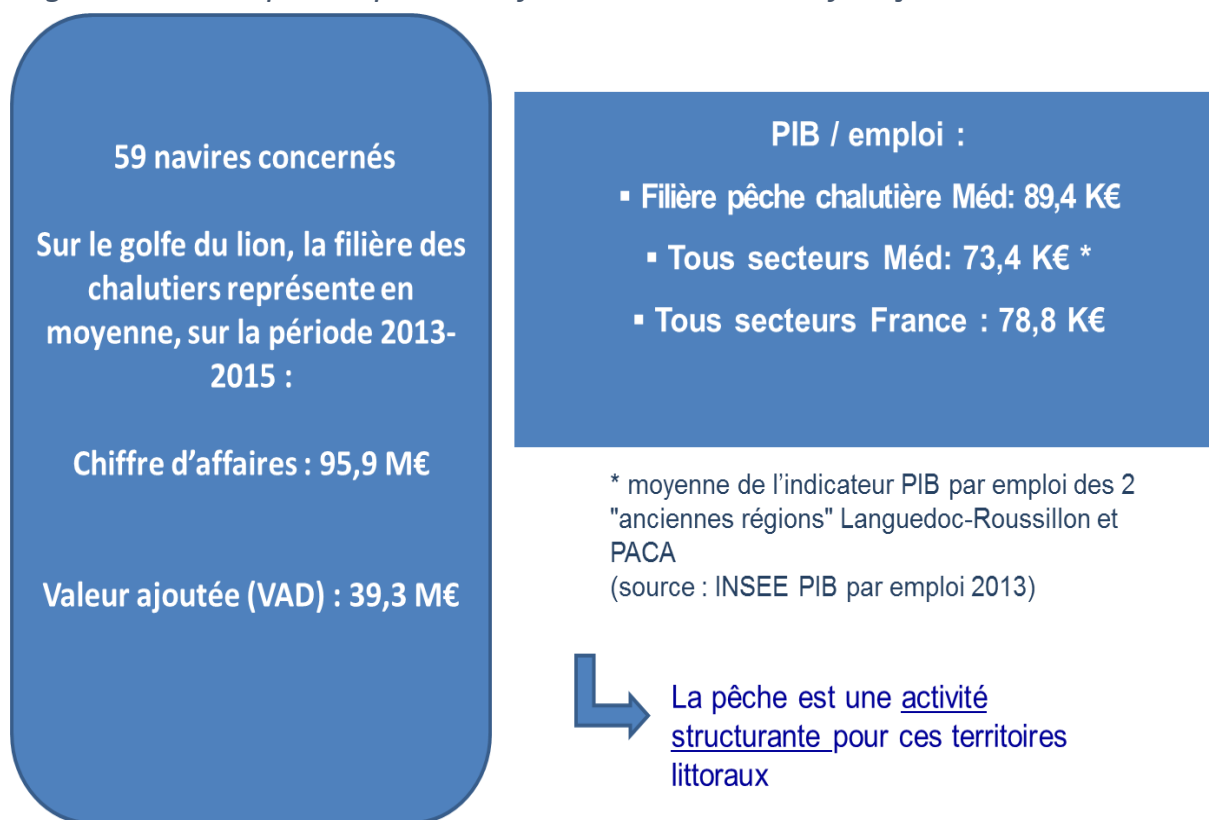 59 navires concernés
Sur le golfe du lion, la filière des
chalutiers représente en
moyenne, sur la période 2013-
2015 :
Chiffre d’affaires : 95,9 M€
Valeur ajoutée (VAD) : 39,3 M€
PIB / emploi :
▪ Filière pêche chalutière Méd: 89,4 K€
▪ Tous secteurs Méd: 73,4 K€ *
▪ Tous secteurs France : 78,8 K€
* moyenne de l’indicateur PIB par emploi des 2
"anciennes régions" Languedoc-Roussillon et
PACA
(source : INSEE PIB par emploi 2013)
La pêche est une activité
structurante pour ces territoires
littoraux